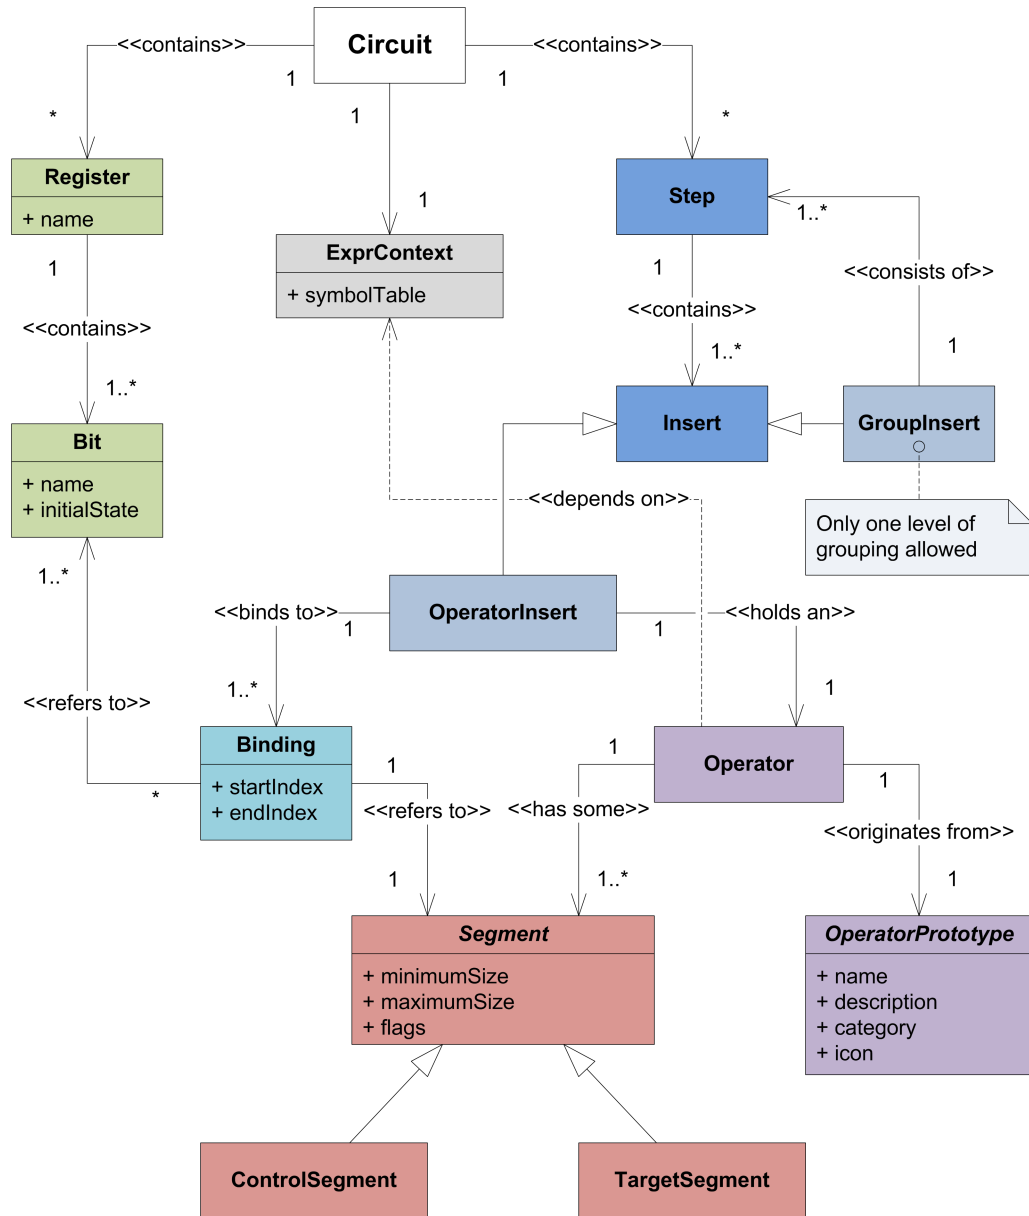 Circuit
<<contains>>
<<contains>>
1
1
1
*
*
Register
+ name
Step
1..*
1
ExprContext
+ symbolTable
1
1
<<consists of>>
<<contains>>
<<contains>>
1..*
1
1..*
Insert
GroupInsert
Bit
+ name
+ initialState
<<depends on>>
Only one level of
grouping allowed
1..*
OperatorInsert
<<binds to>>
1
1
<<holds an>>
1..*
1
<<refers to>>
Binding
+ startIndex
+ endIndex
*
1
1
Operator
1
<<refers to>>
<<has some>>
<<originates from>>
1
1..*
1
Segment
+ minimumSize
+ maximumSize
+ flags
OperatorPrototype
+ name
+ description
+ category
+ icon
ControlSegment
TargetSegment